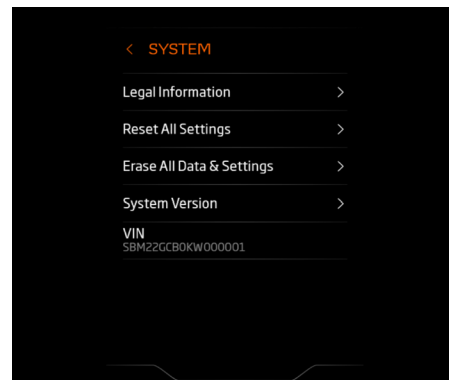 SYSTEM
Legal Information
Reset All Settings
Erase All Data & Settings
System Version
VIN
SBM22GCB0KW000001